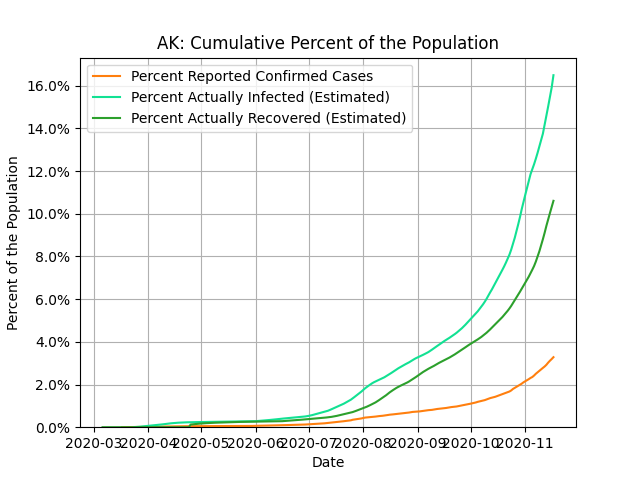 AK: Cumulative Percent of the Population
Percent Reported Confirmed Cases
Percent Actually Infected (Estimated)
Percent Actually Recovered (Estimated)
Percent of the Population
16.0%
14.0%
12.0%
10.0%
8.0%
6.0%
4.0%
2.0%
0.0%
2020-03 2020-04 2020-05 2020-06 2020-07 2020-08 2020-09 2020-10 2020-11
Date